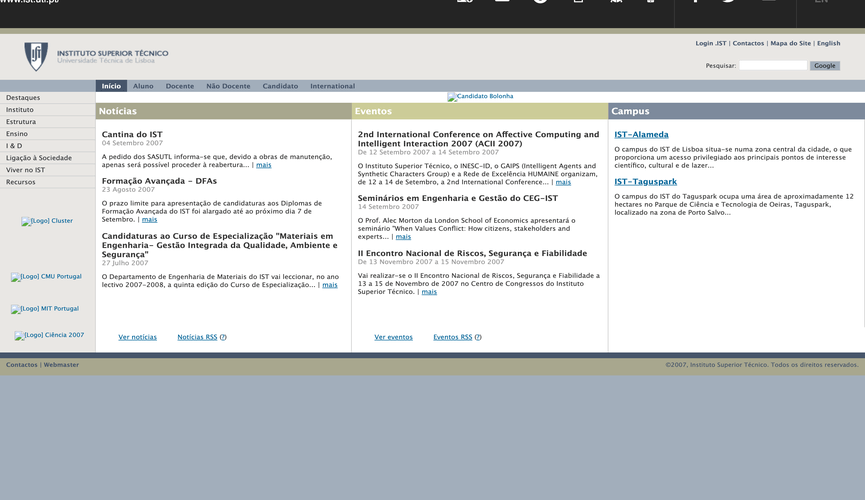 www.ist.utl.pt/
EN
INSTITUTO SUPERIOR TÉCNICO
Universidade Técnica de Lisboa
Login .IST | Contactos | Mapa do Site | English
Pesquisar:
Google
Início Aluno Docente Não Docente Candidato International
Destaques
Instituto
Estrutura
Ensino
I & D
Ligação à Sociedade
Viver no IST
Recursos
[Logo] Cluster
[Logo] CMU Portugal
[Logo] MIT Portugal
[Logo] Ciência 2007
Candidato Bolonha
Notícias
Cantina do IST
04 Setembro 2007
A pedido dos SASUTL informa-se que, devido a obras de manutenção,
apenas será possível proceder à reabertura... | mais
Formação Avançada - DFAs
23 Agosto 2007
O prazo limite para apresentação de candidaturas aos Diplomas de
Formação Avançada do IST foi alargado até ao próximo dia 7 de
Setembro. | mais
Candidaturas ao Curso de Especialização "Materiais em
Engenharia- Gestão Integrada da Qualidade, Ambiente e
Segurança"
27 Julho 2007
O Departamento de Engenharia de Materiais do IST vai leccionar, no ano
lectivo 2007-2008, a quinta edição do Curso de Especialização... | mais
Ver notícias Notícias RSS (?)
Eventos
2nd International Conference on Affective Computing and
Intelligent Interaction 2007 (ACII 2007)
De 12 Setembro 2007 a 14 Setembro 2007
O Instituto Superior Técnico, o INESC-ID, o GAIPS (Intelligent Agents and
Synthetic Characters Group) e a Rede de Excelência HUMAINE organizam,
de 12 a 14 de Setembro, a 2nd International Conference... | mais
Seminários em Engenharia e Gestão do CEG-IST
14 Setembro 2007
O Prof. Alec Morton da London School of Economics apresentará o
seminário "When Values Conflict: How citizens, stakeholders and
experts... | mais
II Encontro Nacional de Riscos, Segurança e Fiabilidade
De 13 Novembro 2007 a 15 Novembro 2007
Vai realizar-se o II Encontro Nacional de Riscos, Segurança e Fiabilidade a
13 a 15 de Novembro de 2007 no Centro de Congressos do Instituto
Superior Técnico. | mais
Ver eventos Eventos RSS (?)
Campus
IST-Alameda
O campus do IST de Lisboa situa-se numa zona central da cidade, o que
proporciona um acesso privilegiado aos principais pontos de interesse
científico, cultural e de lazer...
IST-Taguspark
O campus do IST do Taguspark ocupa uma área de aproximadamente 12
hectares no Parque de Ciência e Tecnologia de Oeiras, Taguspark,
localizado na zona de Porto Salvo...
Contactos | Webmaster
©2007, Instituto Superior Técnico. Todos os direitos reservados.